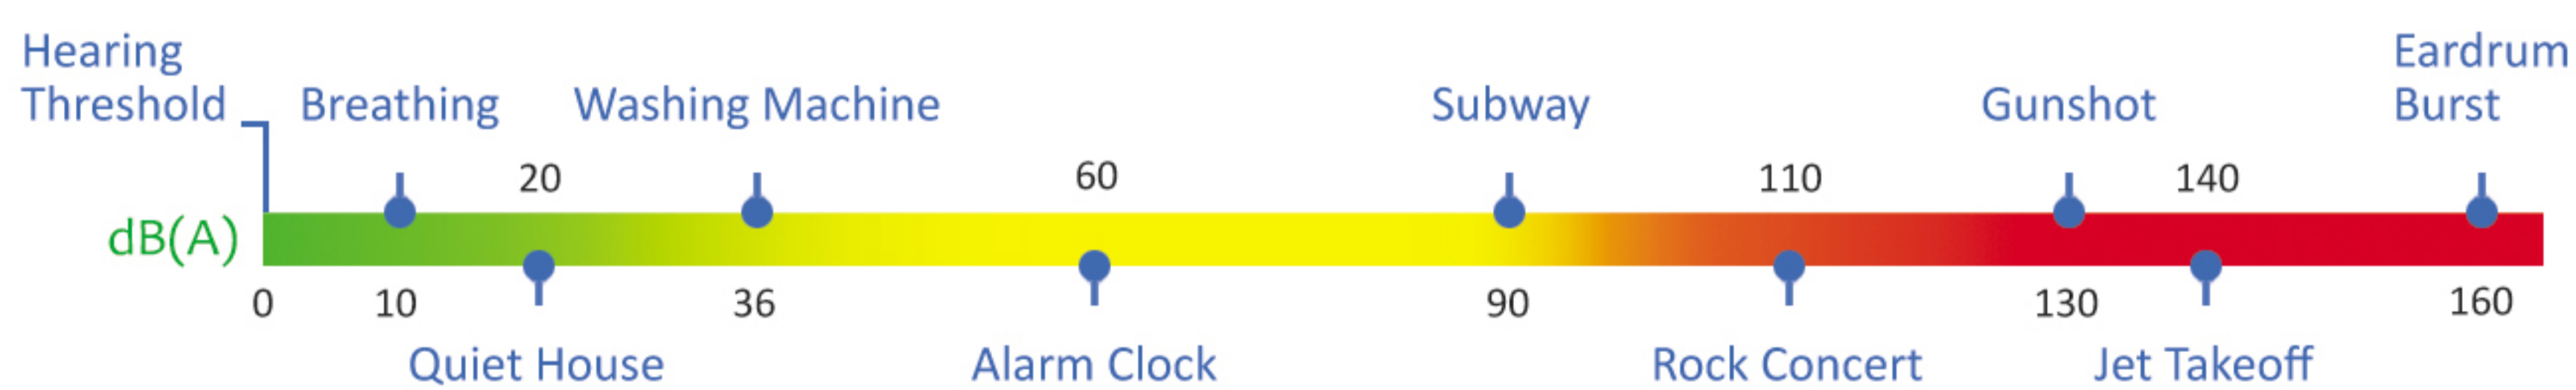 Hearing
Threshold
Breathing
Washing Machine
Subway
Gunshot
Eardrum
Burst
20
60
110
140
dB(A)
0
10
36
90
130
160
Quiet House
Alarm Clock
Rock Concert
Jet Takeoff